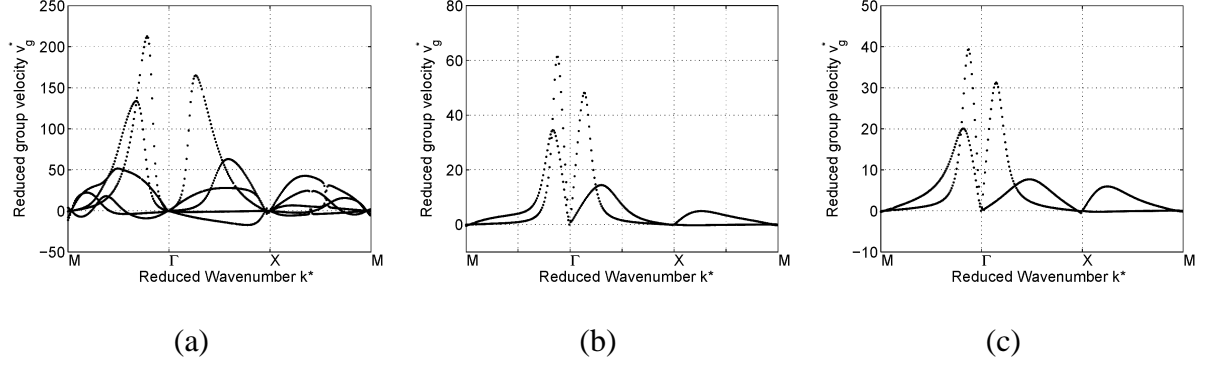 250
200
150
100
50
0
−50
Reduced group velocity v*g
M Γ X M
Reduced Wavenumber k*
(a)
80
60
40
20
0
Reduced group velocity v*g
M Γ X M
Reduced Wavenumber k*
(b)
50
40
30
20
10
0
−10
Reduced group velocity v*g
M Γ X M
Reduced Wavenumber k*
(c)